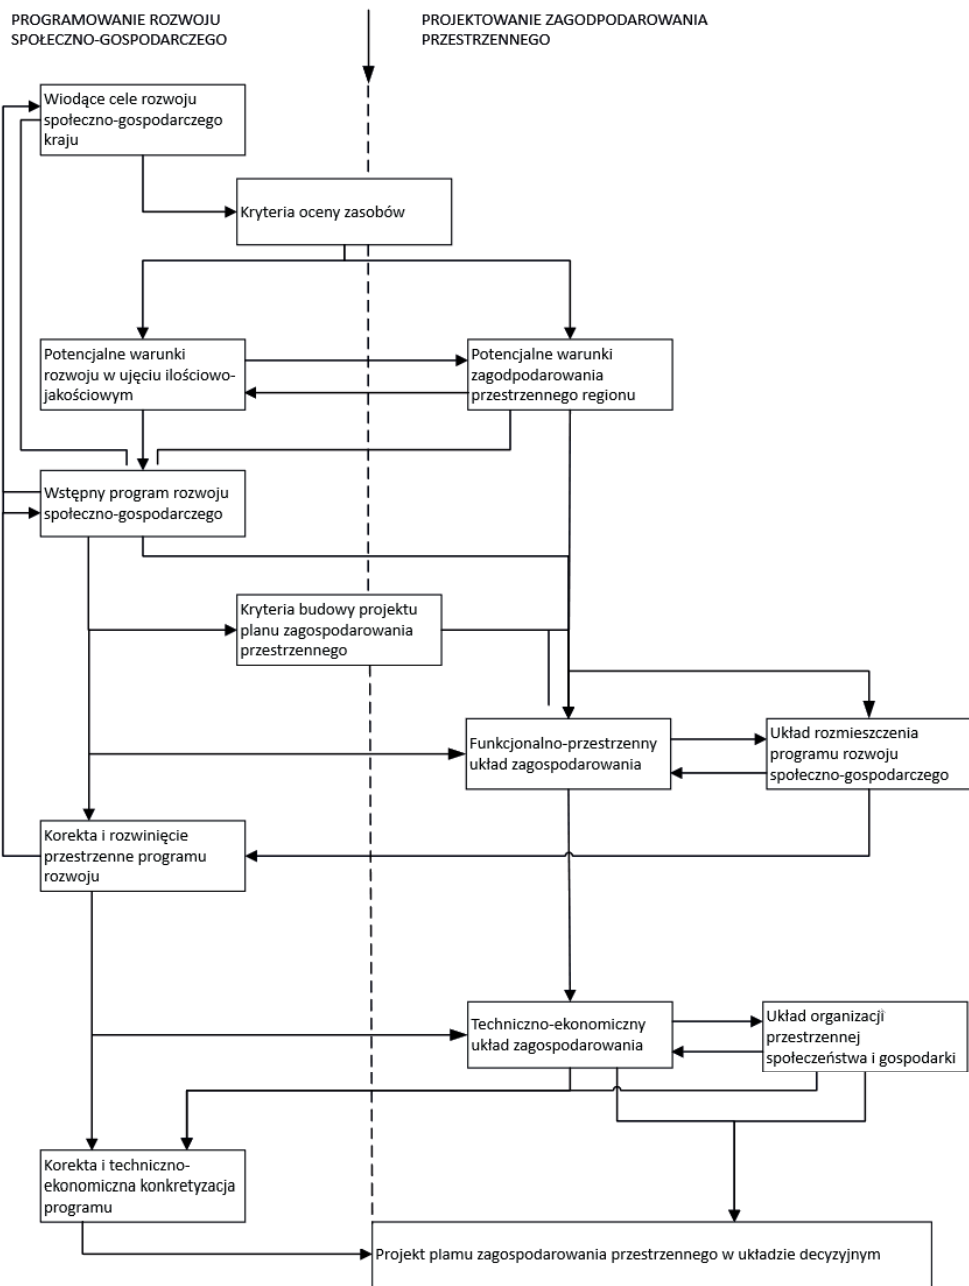 PROGRAMOWANIE ROZWOJU
SPOŁECZNO-GOSPODARCZEGO
PROJEKTOWANIE ZAGODPODAROWANIA
PRZESTRZENNEGO
Wiodące cele rozwoju
społeczno-gospodarczego
kraju
Kryteria oceny zasobów
Potencjalne warunki
rozwoju w ujęciu ilościowo-
jakościowym
Potencjalne warunki
zagodpodarowania
przestrzennego regionu
Wstępny program rozwoju
społeczno-gospodarczego
Kryteria budowy projektu
planu zagospodarowania
przestrzennego
Funkcjonalno-przestrzenny
układ zagospodarowania
Układ rozmieszczenia
programu rozwoju
społeczno-gospodarczego
Korekta i rozwinięcie
przestrzenne programu
rozwoju
Techniczno-ekonomiczny
układ zagospodarowania
Układ organizacji
przestrzennej
społeczeństwa i gospodarki
Korekta i techniczno-
ekonomiczna konkretyzacja
programu
Projekt plamu zagospodarowania przestrzennego w układzie decyzyjnym